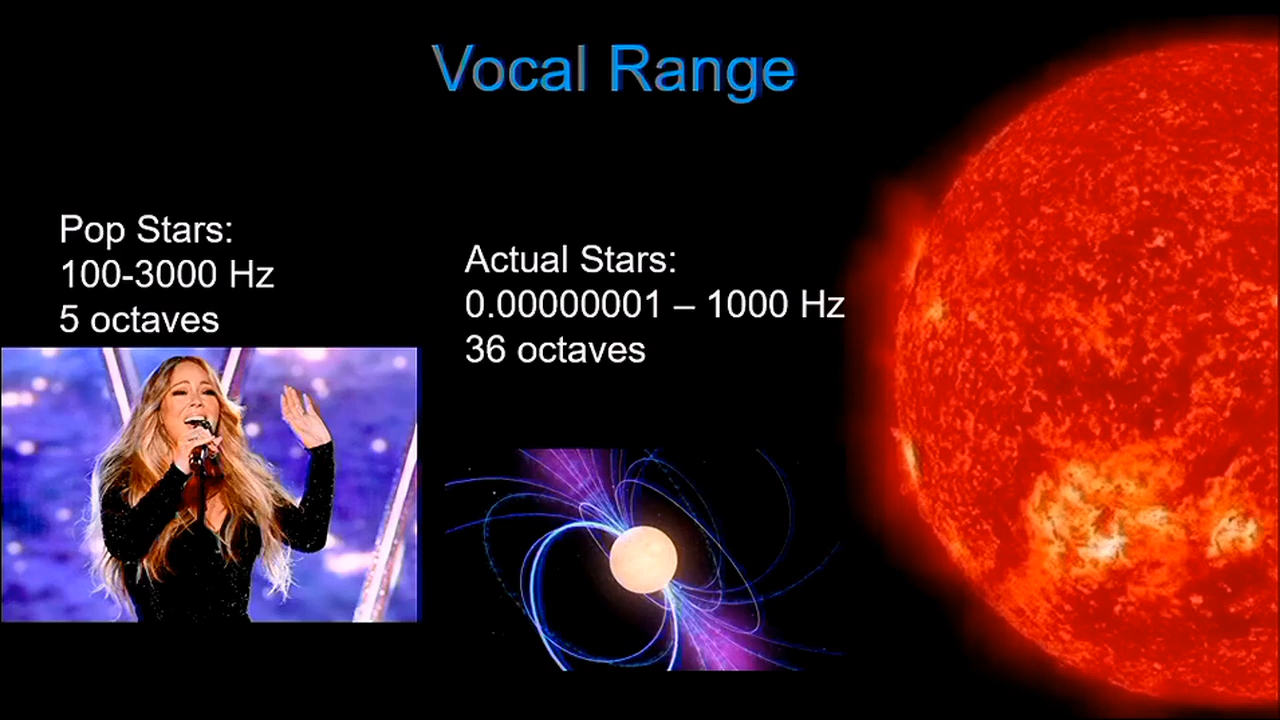 Vocal Range
Pop Stars:
100-3000 Hz
5 octaves
Actual Stars:
0.00000001 – 1000 Hz
36 octaves